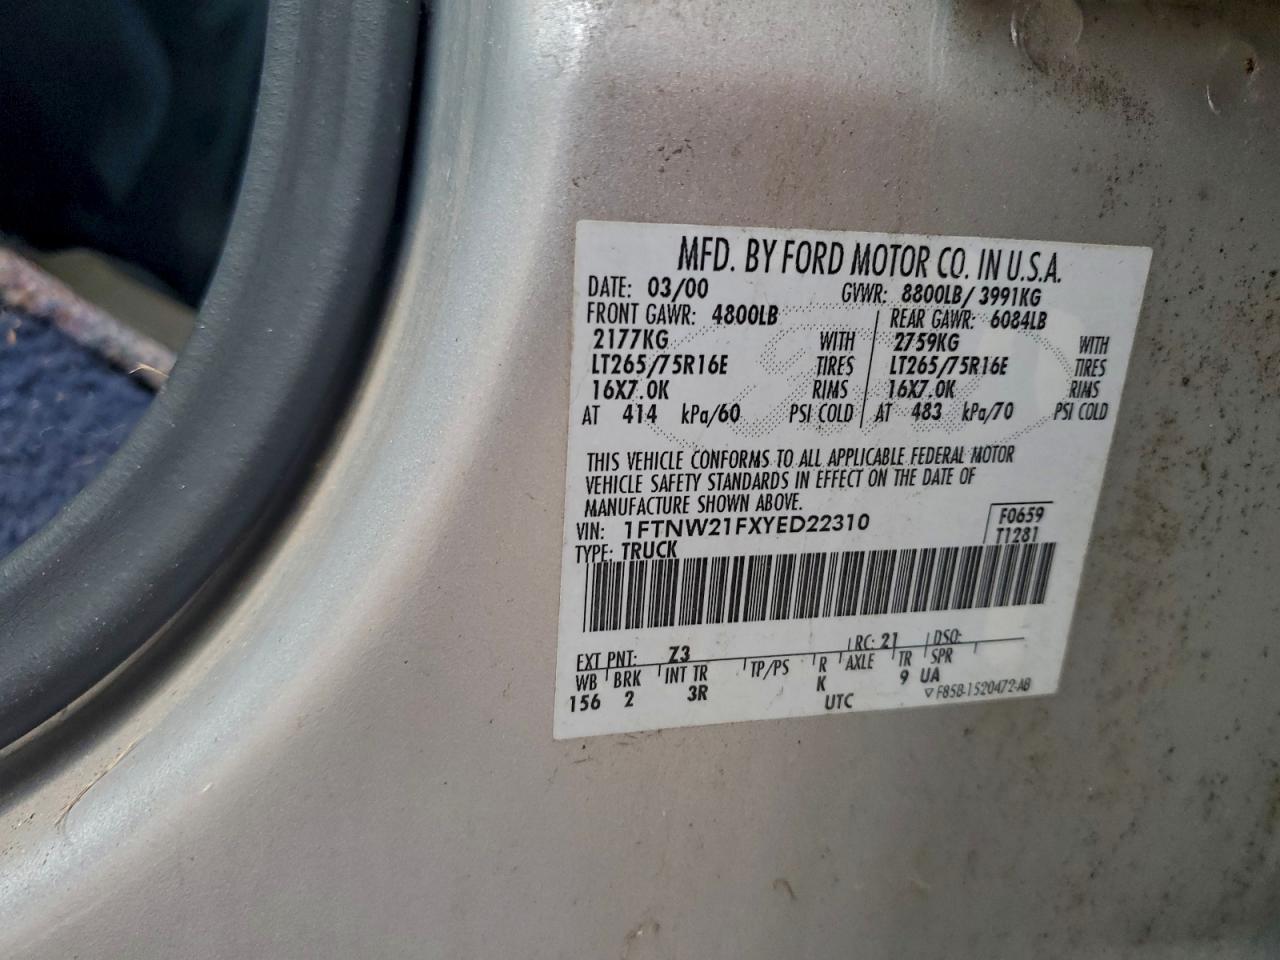 MFD. BY FORD MOTOR CO. IN U.S.A.
DATE: 03/00 GVWR: 8800LB/ 3991KG
FRONT GAWR: 4800LB REAR GAWR: 6084LB
2177KG WITH 2759KG WITH
LT265/75R16E TIRES LT265/75R16E TIRES
16X7.0K RIMS 16X7.0K RIMS
AT 414 kPa/60 PSI COLD AT 483 kPa/70 PSI COLD
THIS VEHICLE CONFORMS TO ALL APPLICABLE FEDERAL MOTOR
VEHICLE SAFETY STANDARDS IN EFFECT ON THE DATE OF
MANUFACTURE SHOWN ABOVE.
VIN: 1FTNW21FXYED22310 F0659
TYPE: TRUCK T1281
EXT PNT: Z3 RC: 21 DSO:
WB BRK INT TR TP/PS R AXLE TR SPR
156 2 3R K 9 UA
UTC ▽F85B-1520472-AB